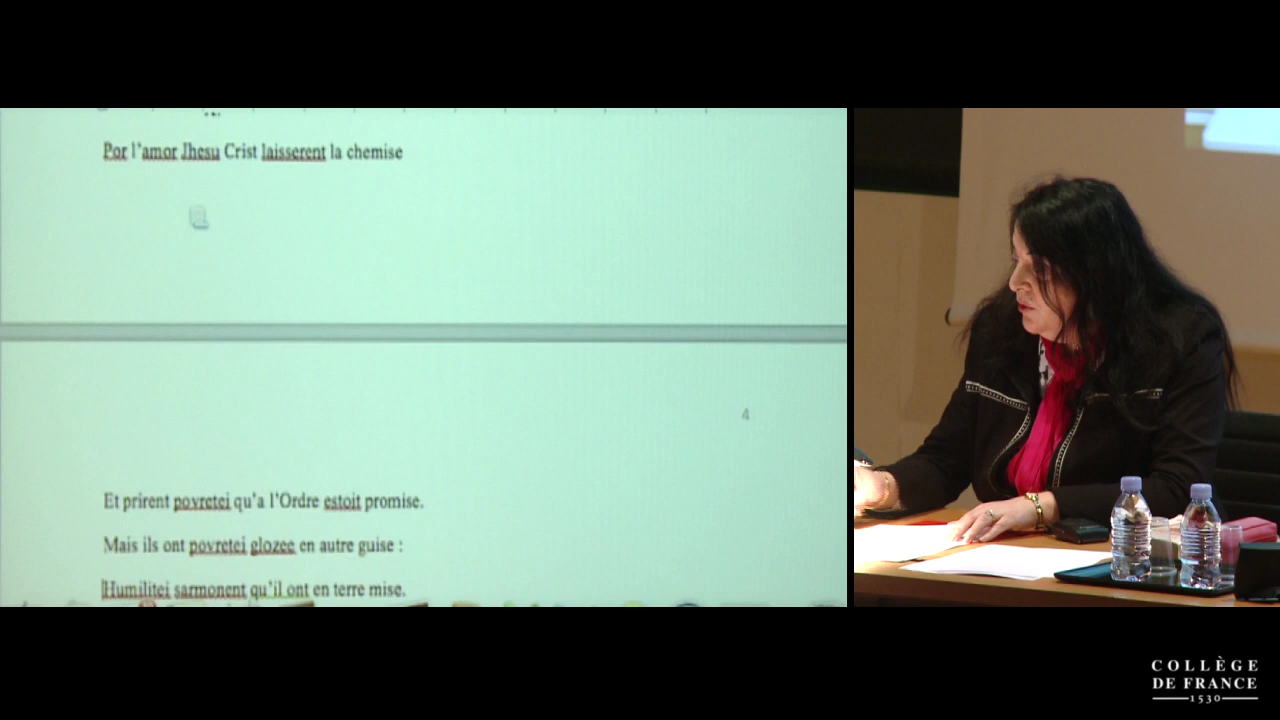 Por l'amor Jhesu Crist laisserent la chemise
4
Et prirent povretei qu'a l'Ordre estoit promise.
Mais ils ont povretei glozee en autre guise :
Humilitei sarmonent qu'il ont en terre mise.
COLLÈGE
DE FRANCE
1530